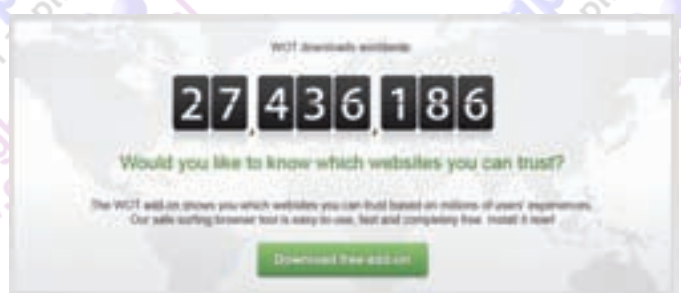 WOT downloads worldwide
27,436,186
Would you like to know which websites you can trust?
The WOT add-on shows you which websites you can trust based on millions of users' experiences.
Our safe surfing browser tool is easy-to-use, fast and completely free. Install it now!
Download free add-on